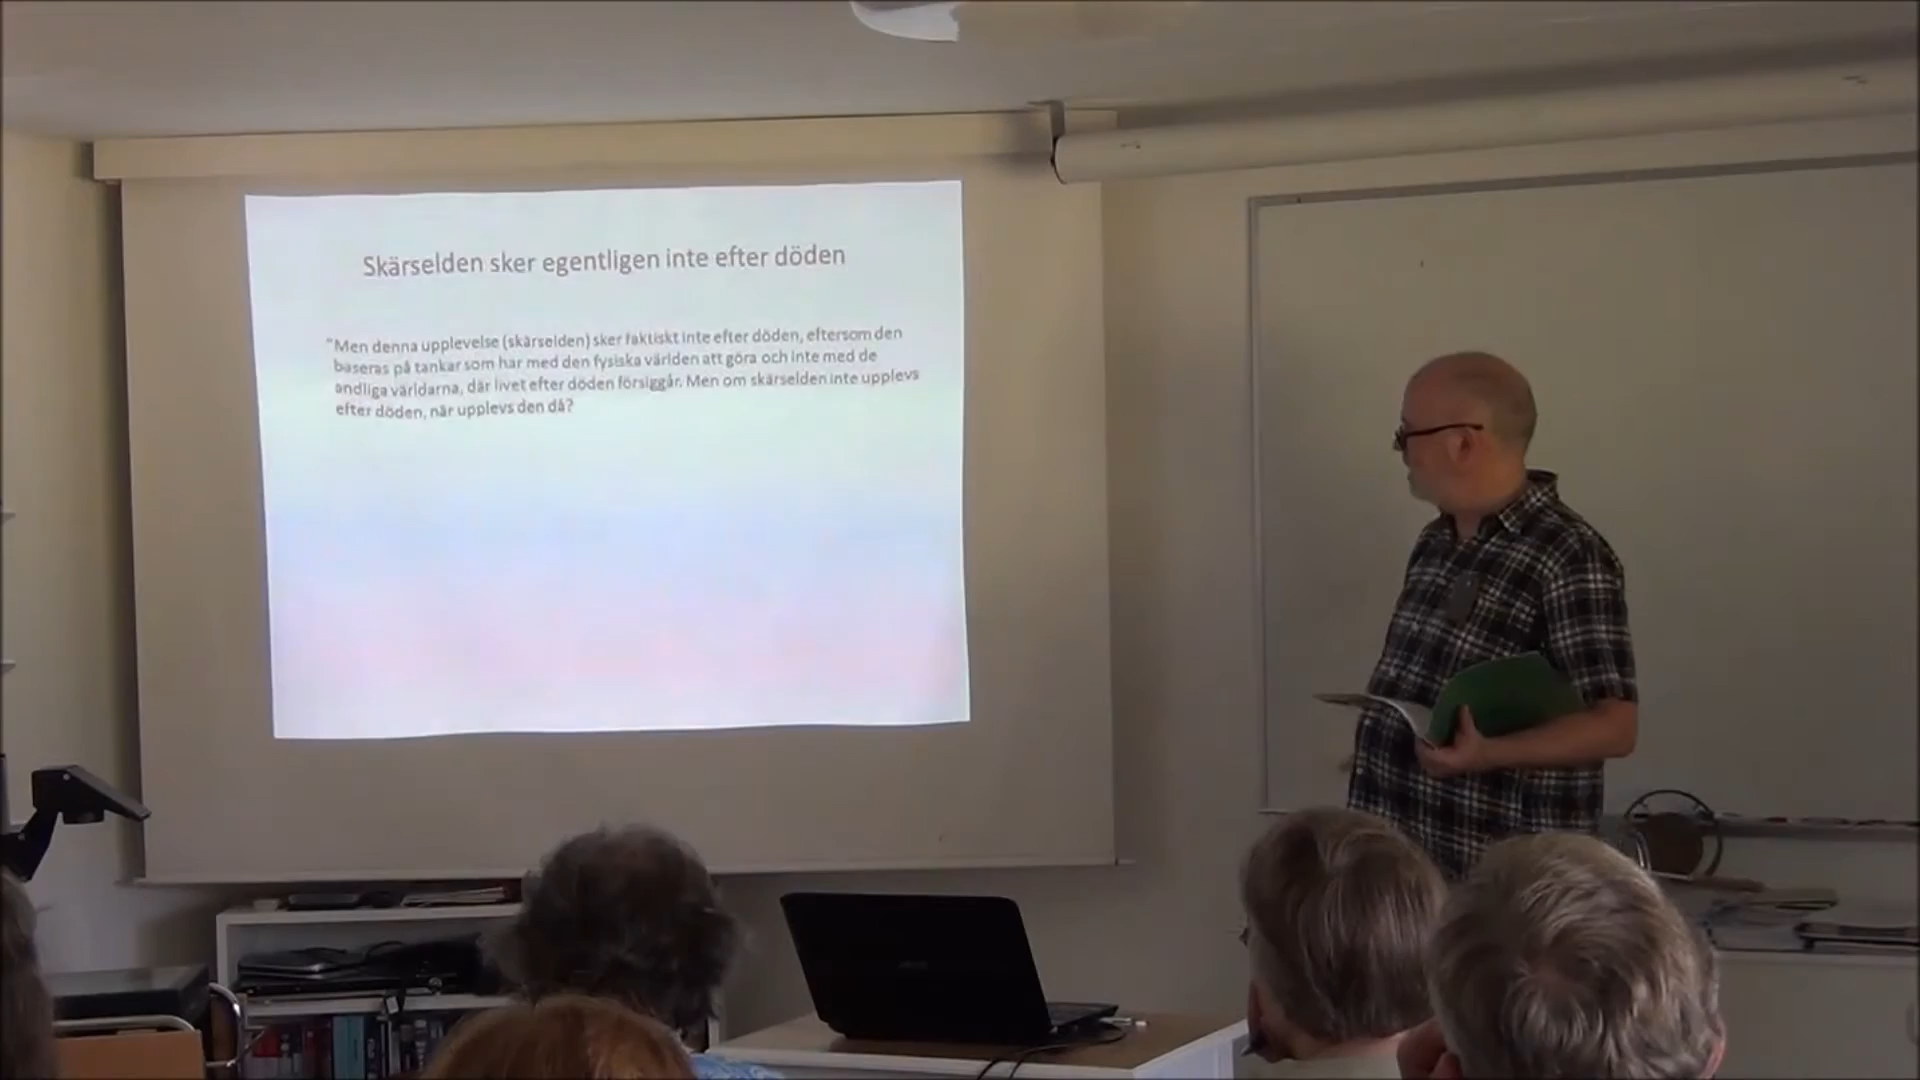 Skärselden sker egentligen inte efter döden
"Men denna upplevelse (skärselden) sker faktiskt inte efter döden, eftersom den
baseras på tankar som har med den fysiska världen att göra och inte med de
andliga världarna, där livet efter döden försiggår. Men om skärselden inte upplevs
efter döden, när upplevs den då?